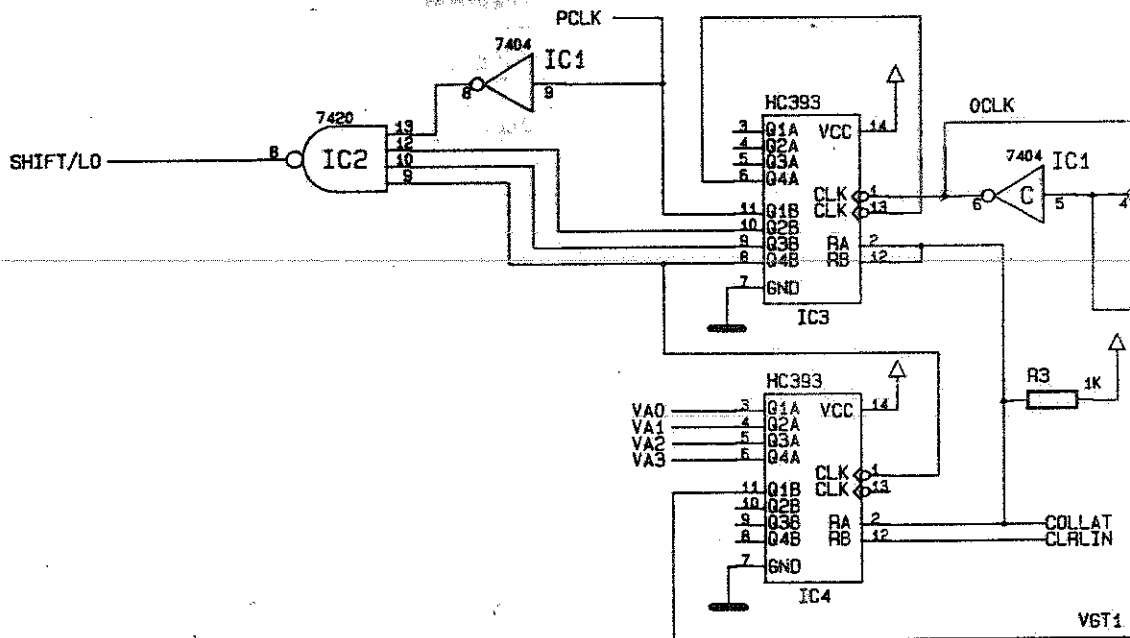 PCLK
7404
IC1
8
9
7420
13
12
10
9
IC2
8
SHIFT/LO
HC393
3 Q1A VCC 14
4 Q2A
5 Q3A
6 Q4A
CLK 1
CLK 13
11 Q1B
10 Q2B
9 Q3B RA 2
8 Q4B RB 12
7 GND
IC3
OCLK
7404
IC1
6
C
5
4
R3
1K
HC393
VA0 3 Q1A VCC 14
VA1 4 Q2A
VA2 5 Q3A
VA3 6 Q4A
CLK 1
11 Q1B CLK 13
10 Q2B
9 Q3B RA 2 COLLAT
8 Q4B RB 12 CLRLIN
7 GND
IC4
VGT1